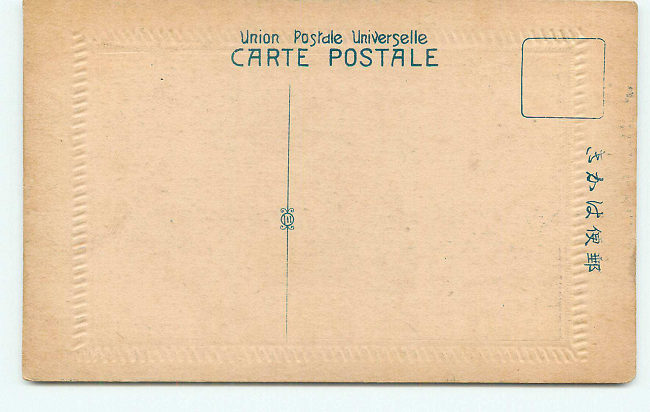 Union Postale Universelle
CARTE POSTALE
郵便はかき